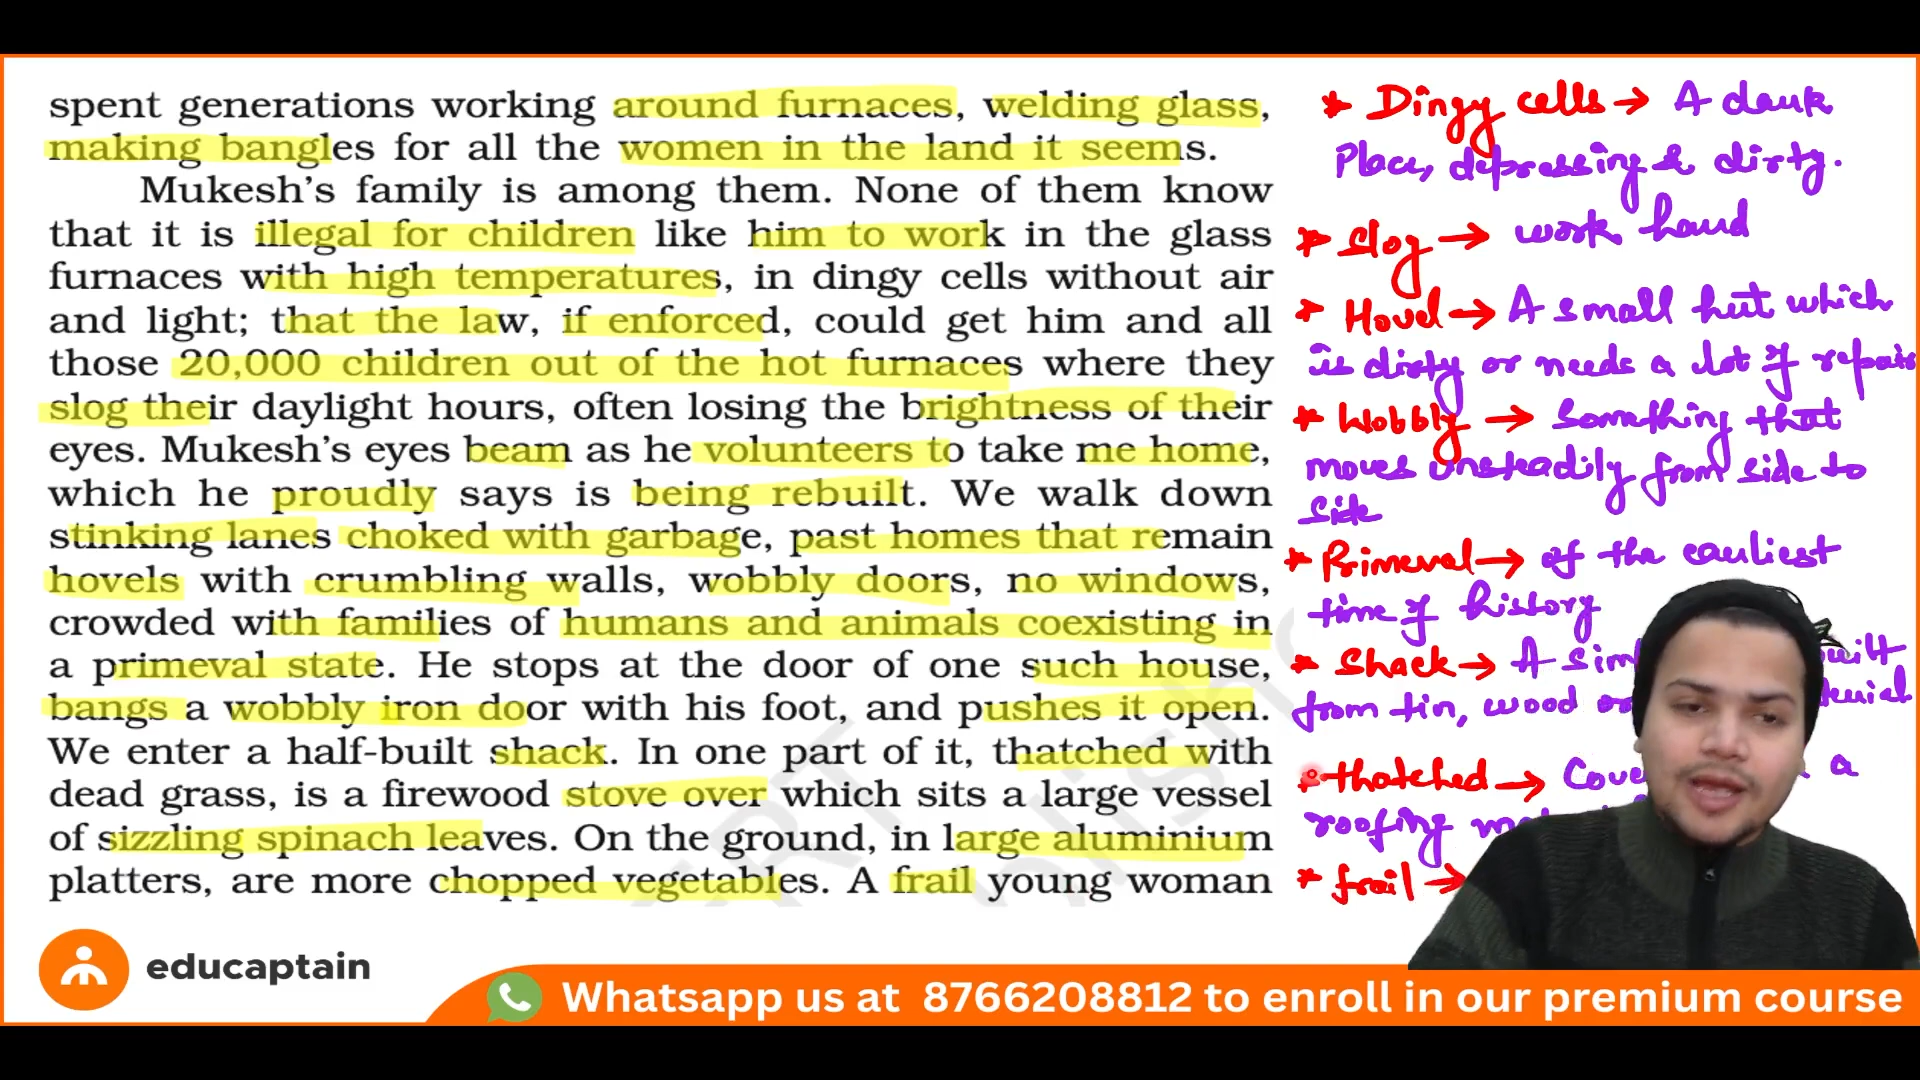 spent generations working around furnaces, welding glass,
making bangles for all the women in the land it seems.
Mukesh's family is among them. None of them know
that it is illegal for children like him to work in the glass
furnaces with high temperatures, in dingy cells without air
and light; that the law, if enforced, could get him and all
those 20,000 children out of the hot furnaces where they
slog their daylight hours, often losing the brightness of their
eyes. Mukesh's eyes beam as he volunteers to take me home,
which he proudly says is being rebuilt. We walk down
stinking lanes choked with garbage, past homes that remain
hovels with crumbling walls, wobbly doors, no windows,
crowded with families of humans and animals coexisting in
a primeval state. He stops at the door of one such house,
bangs a wobbly iron door with his foot, and pushes it open.
We enter a half-built shack. In one part of it, thatched with
dead grass, is a firewood stove over which sits a large vessel
of sizzling spinach leaves. On the ground, in large aluminium
platters, are more chopped vegetables. A frail young woman
* Dingy cells → A dark
Place, depressing & dirty.
* Slog → work hard
* Hovel → A small hut which
is dirty or needs a lot of repair
* Wobbly → Something that
moves unsteadily from side to
side
* Primeval → of the earliest
time of history
* Shack → A
from tin, wood or
* thatched → a
roofing
* frail →
educaptain
Whatsapp us at 8766208812 to enroll in our premium course